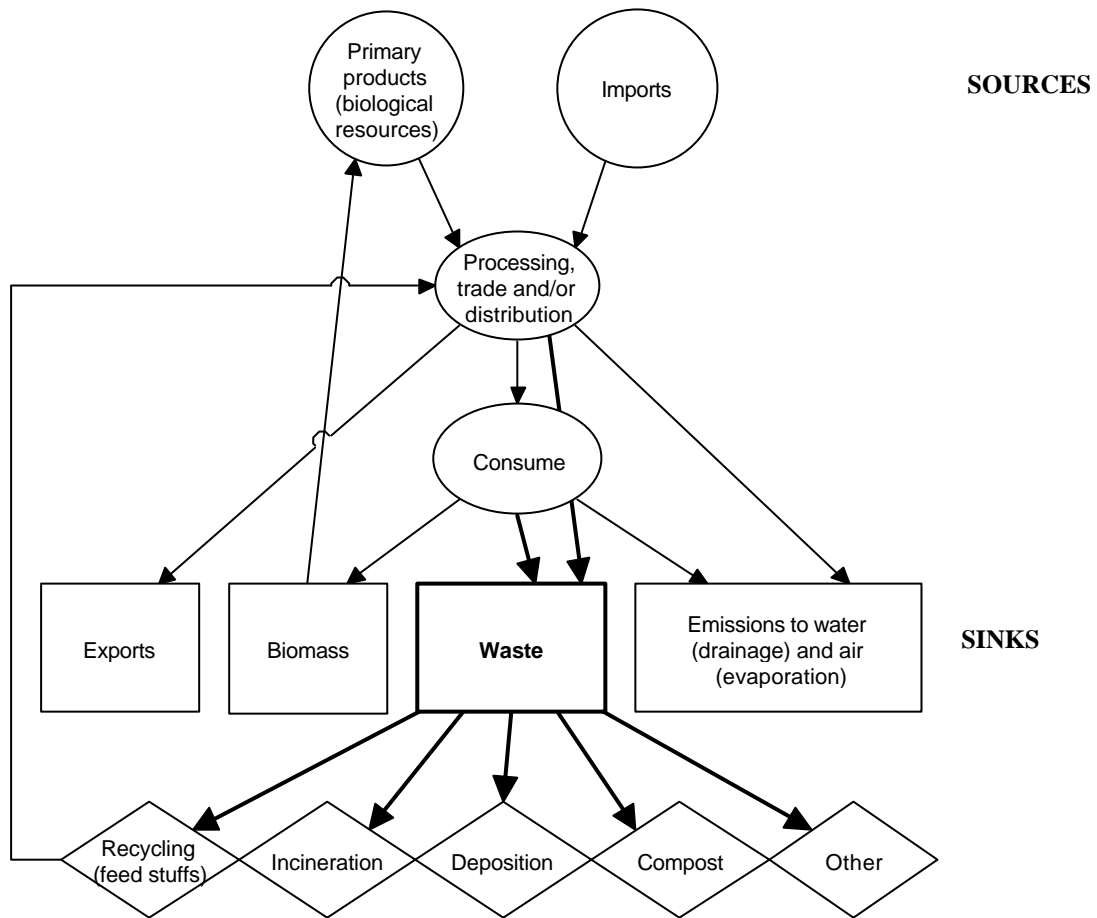 Primary
products
(biological
resources)
Imports
SOURCES
Processing,
trade and/or
distribution
Consume
Exports
Biomass
Waste
Emissions to water
(drainage) and air
(evaporation)
SINKS
Recycling
(feed stuffs)
Incineration
Deposition
Compost
Other